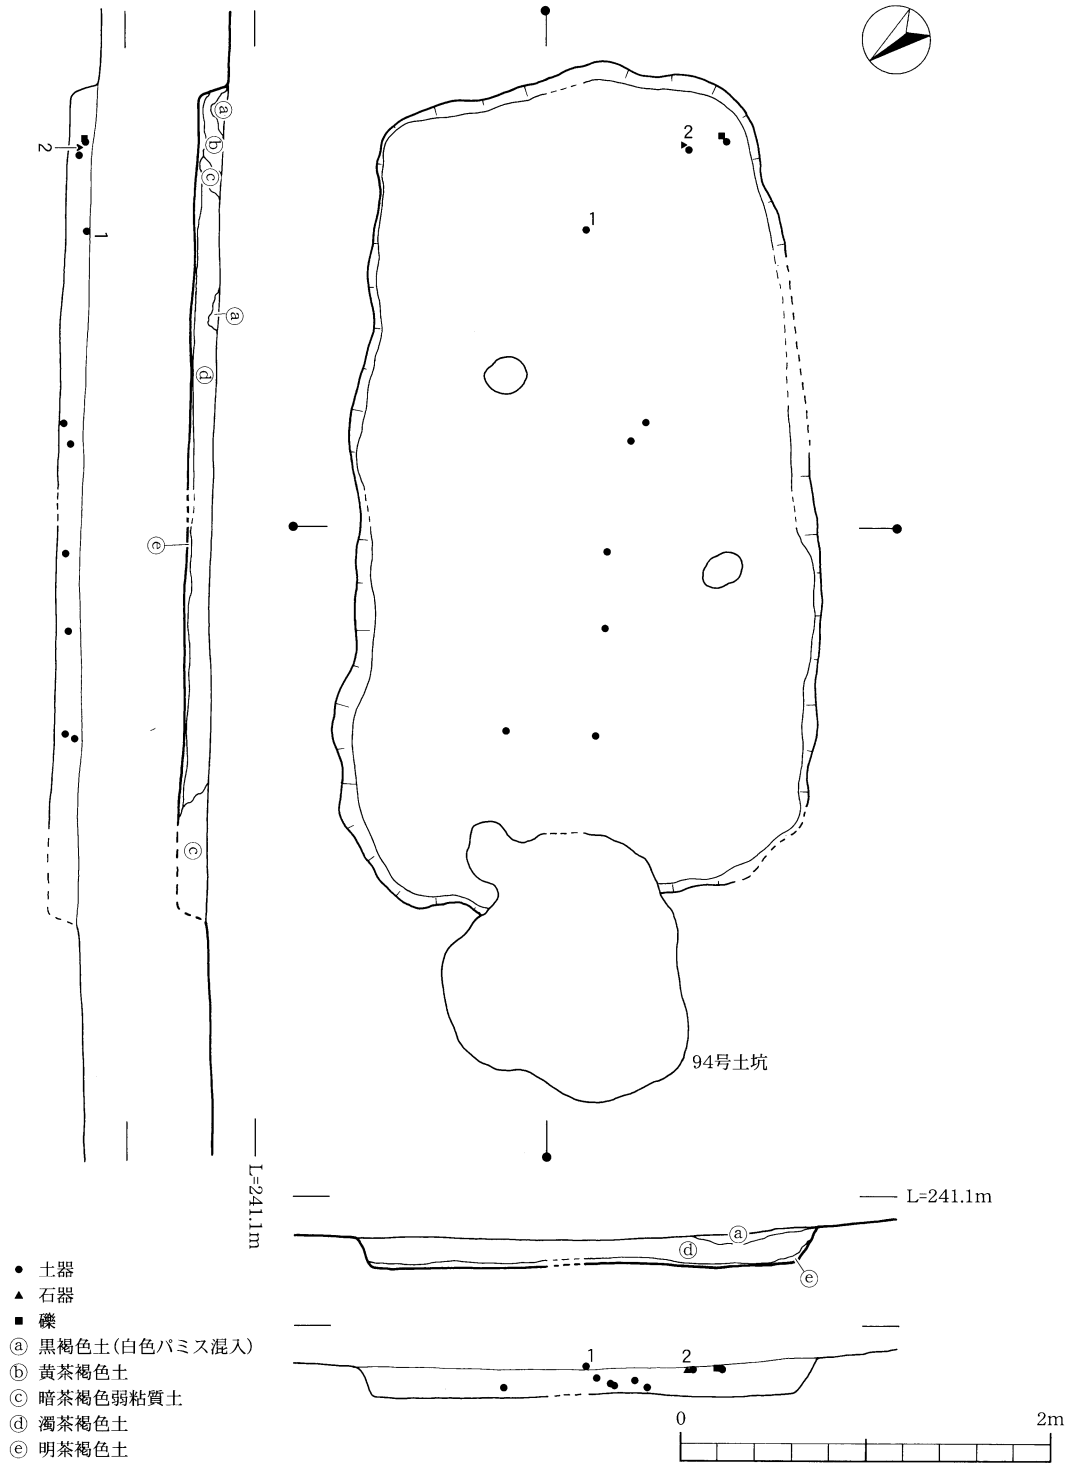 ⓐ
2
ⓑ
2
ⓒ
1
1
ⓐ
ⓓ
ⓔ
ⓒ
94号土坑
L=241.1m
L=241.1m
ⓐ
ⓓ
ⓔ
1
2
● 土器
▲ 石器
■ 礫
ⓐ 黒褐色土(白色パミス混入)
ⓑ 黄茶褐色土
ⓒ 暗茶褐色弱粘質土
ⓓ 濁茶褐色土
ⓔ 明茶褐色土
0 2m